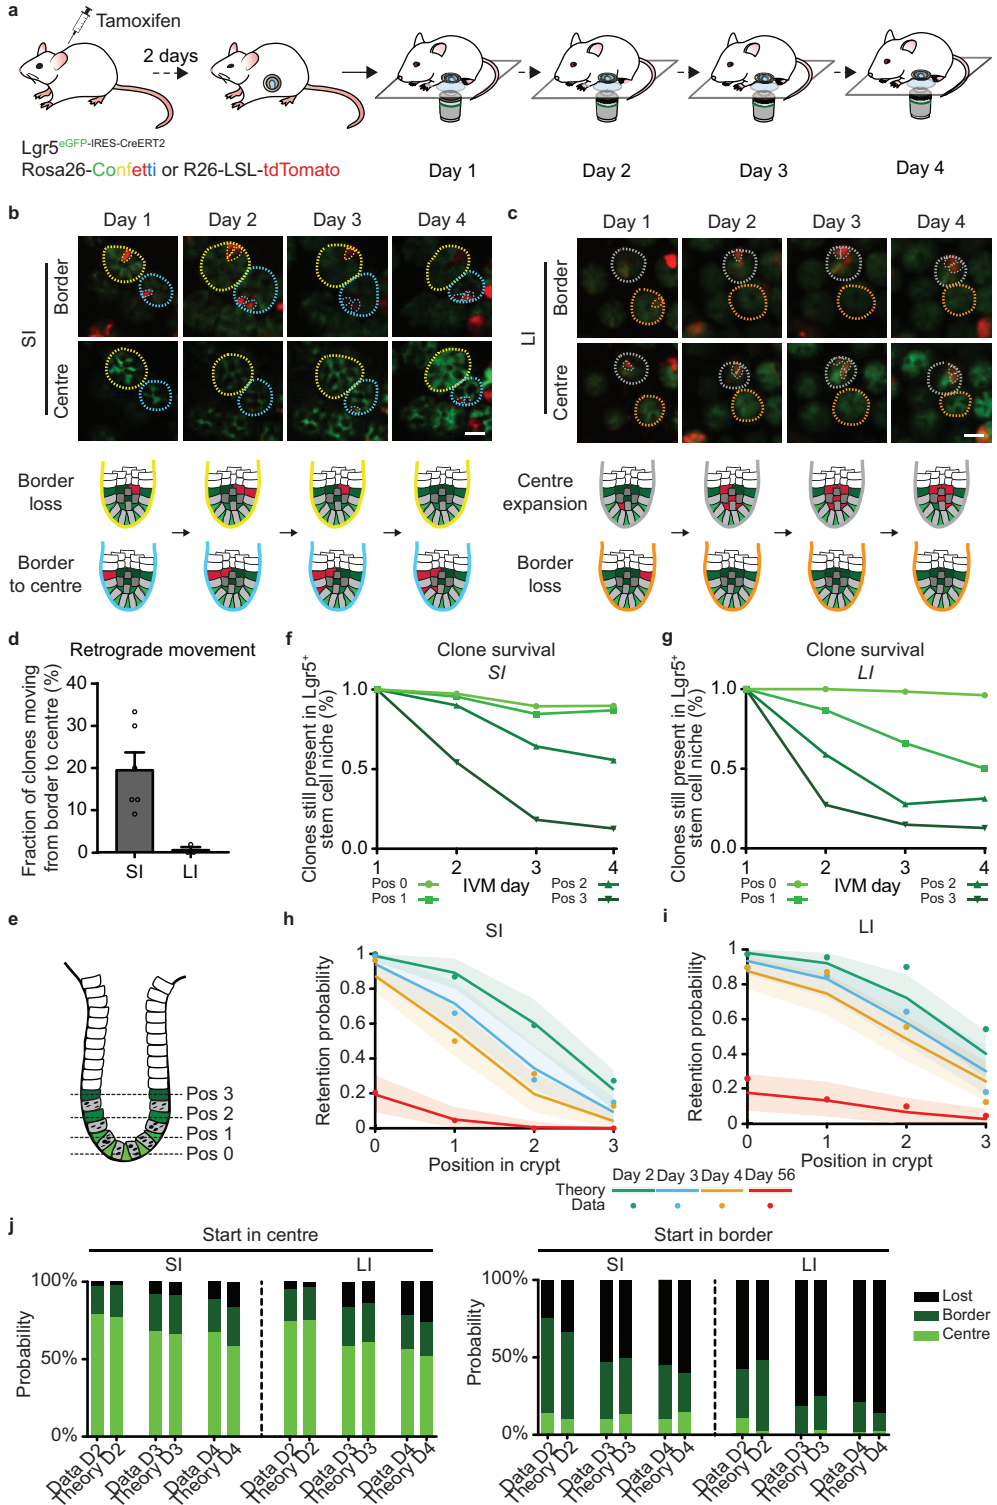 a
Tamoxifen
2 days
Lgr5eGFP-IRES-CreERT2
Rosa26-Confetti or R26-LSL-tdTomato
Day 1
Day 2
Day 3
Day 4
b
Day 1
Day 2
Day 3
Day 4
SI
Border
Centre
Border loss
Border to centre
c
Day 1
Day 2
Day 3
Day 4
LI
Border
Centre
Centre expansion
Border loss
d
Retrograde movement
Fraction of clones moving from border to centre (%)
40
30
20
10
0
SI
LI
f
Clone survival
SI
Clones still present in Lgr5+ stem cell niche (%)
1.0
0.5
0.0
1
2
3
4
IVM day
Pos 0
Pos 1
Pos 2
Pos 3
g
Clone survival
LI
Clones still present in Lgr5+ stem cell niche (%)
1.0
0.5
0.0
1
2
3
4
IVM day
Pos 0
Pos 1
Pos 2
Pos 3
e
Pos 3
Pos 2
Pos 1
Pos 0
h
SI
Retention probability
1
0.8
0.6
0.4
0.2
0
0
1
2
3
Position in crypt
i
LI
Retention probability
1
0.8
0.6
0.4
0.2
0
0
1
2
3
Position in crypt
Day 2
Day 3
Day 4
Day 56
Theory
Data
j
Start in centre
SI
LI
Probability
100%
50%
0%
Data D2
Theory D2
Data D3
Theory D3
Data D4
Theory D4
Data D2
Theory D2
Data D3
Theory D3
Data D4
Theory D4
Start in border
SI
LI
Probability
100%
50%
0%
Data D2
Theory D2
Data D3
Theory D3
Data D4
Theory D4
Data D2
Theory D2
Data D3
Theory D3
Data D4
Theory D4
Lost
Border
Centre